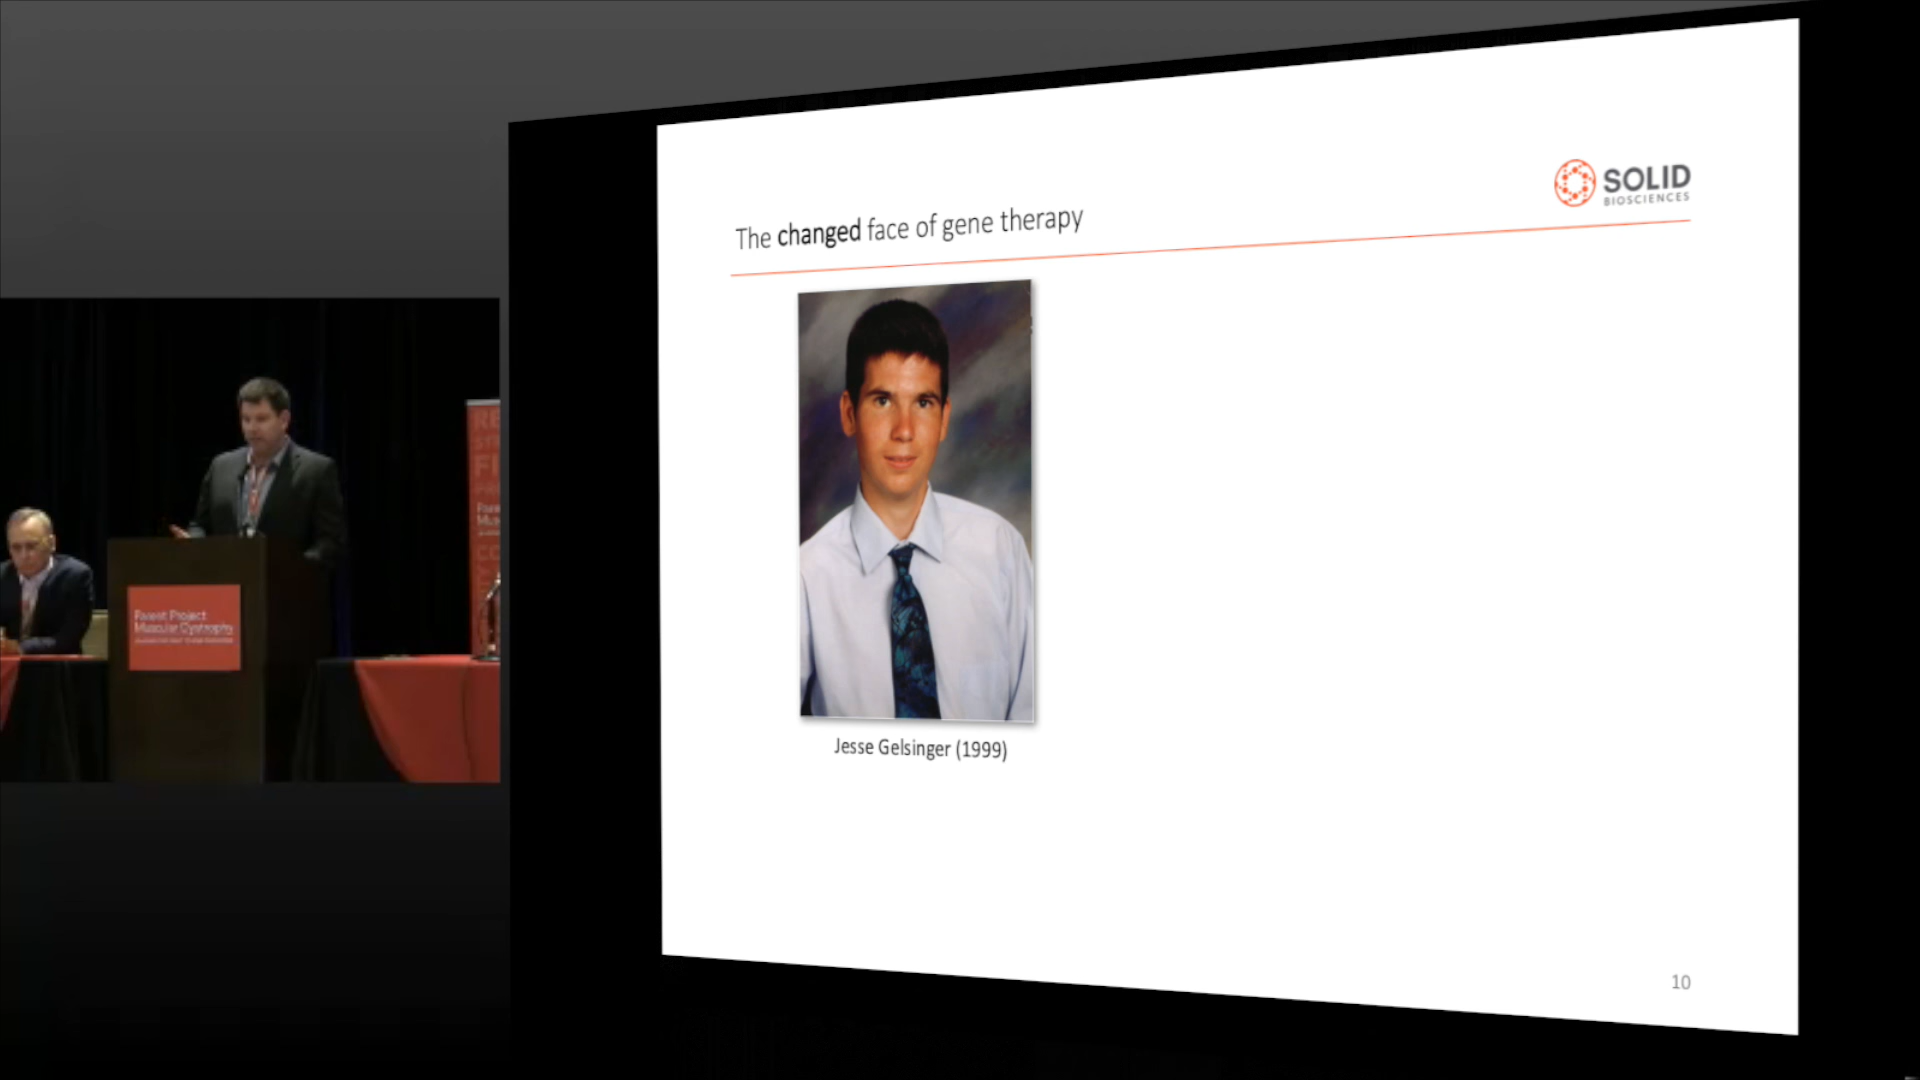 The changed face of gene therapy
SOLID
BIOSCIENCES
Jesse Gelsinger (1999)
10
Parent Project
Muscular Dystrophy